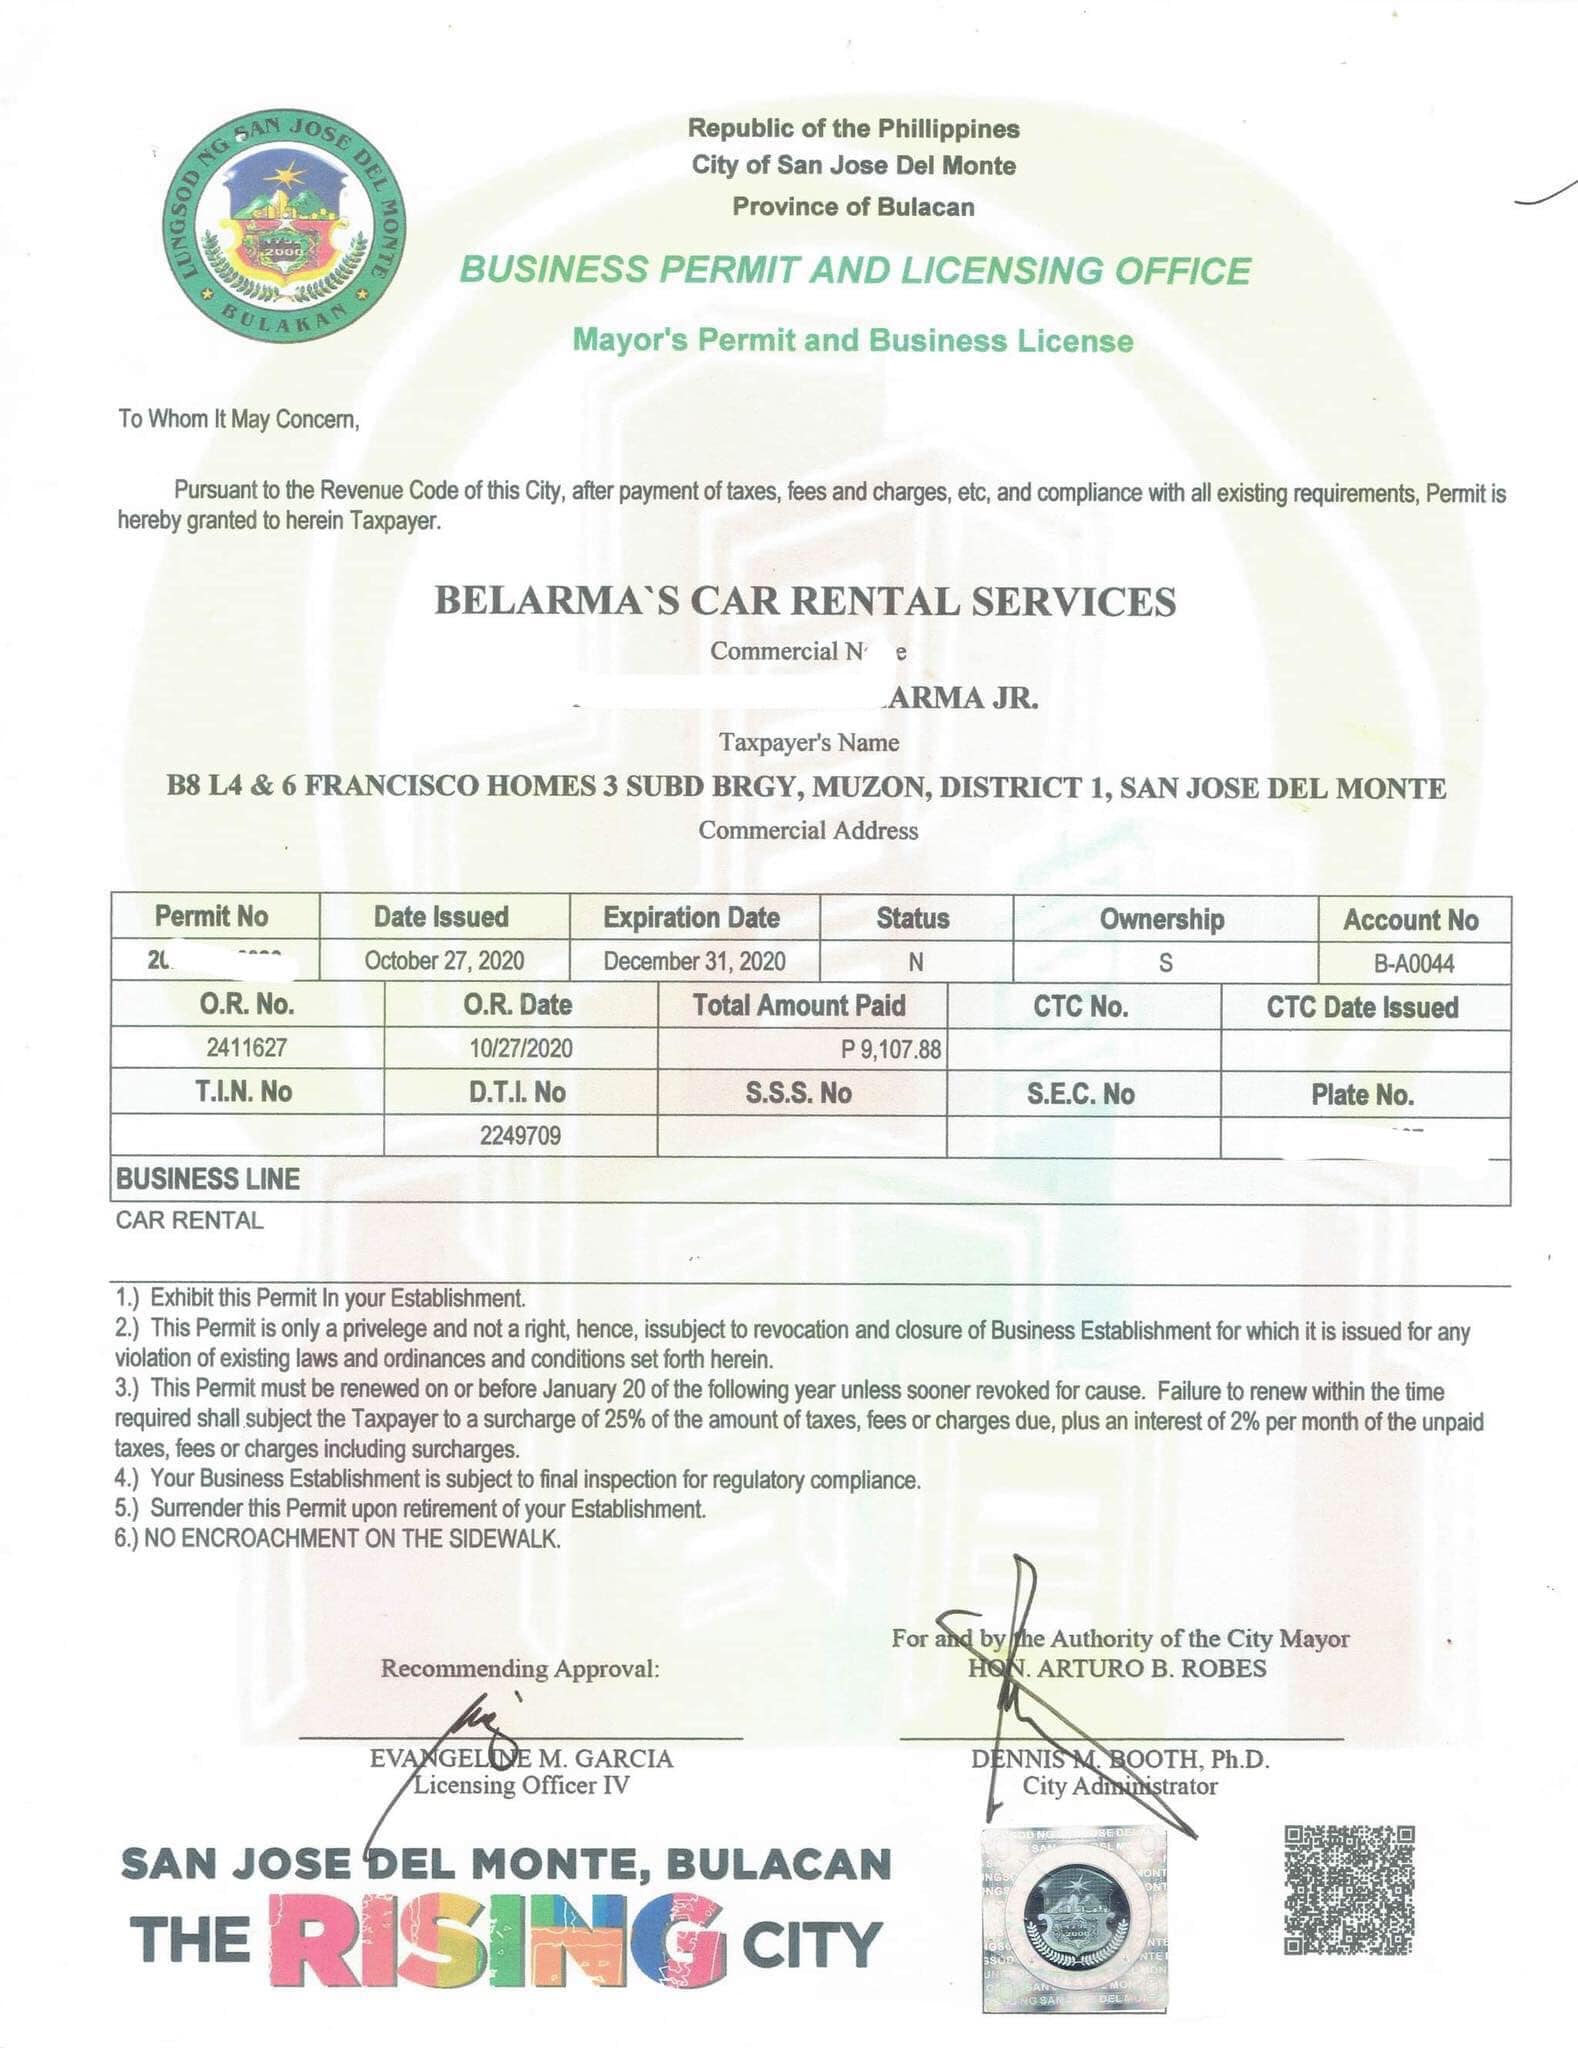 LUNGSOD NG SAN JOSE DEL MONTE
2000
BULAKAN
Republic of the Phillippines
City of San Jose Del Monte
Province of Bulacan
BUSINESS PERMIT AND LICENSING OFFICE
Mayor's Permit and Business License
To Whom It May Concern,
Pursuant to the Revenue Code of this City, after payment of taxes, fees and charges, etc, and compliance with all existing requirements, Permit is
hereby granted to herein Taxpayer.
BELARMA`S CAR RENTAL SERVICES
Commercial
ARMA JR.
Taxpayer's Name
B8 L4 & 6 FRANCISCO HOMES 3 SUBD BRGY, MUZON, DISTRICT 1, SAN JOSE DEL MONTE
Commercial Address
Permit No Date Issued Expiration Date Status Ownership Account No
October 27, 2020 December 31, 2020 N S B-A0044
O.R. No. O.R. Date Total Amount Paid CTC No. CTC Date Issued
2411627 10/27/2020 P 9,107.88
T.I.N. No D.T.I. No S.S.S. No S.E.C. No Plate No.
2249709
BUSINESS LINE
CAR RENTAL
1.) Exhibit this Permit In your Establishment.
2.) This Permit is only a privelege and not a right, hence, issubject to revocation and closure of Business Establishment for which it is issued for any
violation of existing laws and ordinances and conditions set forth herein.
3.) This Permit must be renewed on or before January 20 of the following year unless sooner revoked for cause. Failure to renew within the time
required shall subject the Taxpayer to a surcharge of 25% of the amount of taxes, fees or charges due, plus an interest of 2% per month of the unpaid
taxes, fees or charges including surcharges.
4.) Your Business Establishment is subject to final inspection for regulatory compliance.
5.) Surrender this Permit upon retirement of your Establishment.
6.) NO ENCROACHMENT ON THE SIDEWALK.
For and by the Authority of the City Mayor
Recommending Approval:
HON. ARTURO B. ROBES
EVANGELINE M. GARCIA
Licensing Officer IV
DENNIS M. BOOTH, Ph.D.
City Administrator
SAN JOSE DEL MONTE, BULACAN
THE RISING CITY